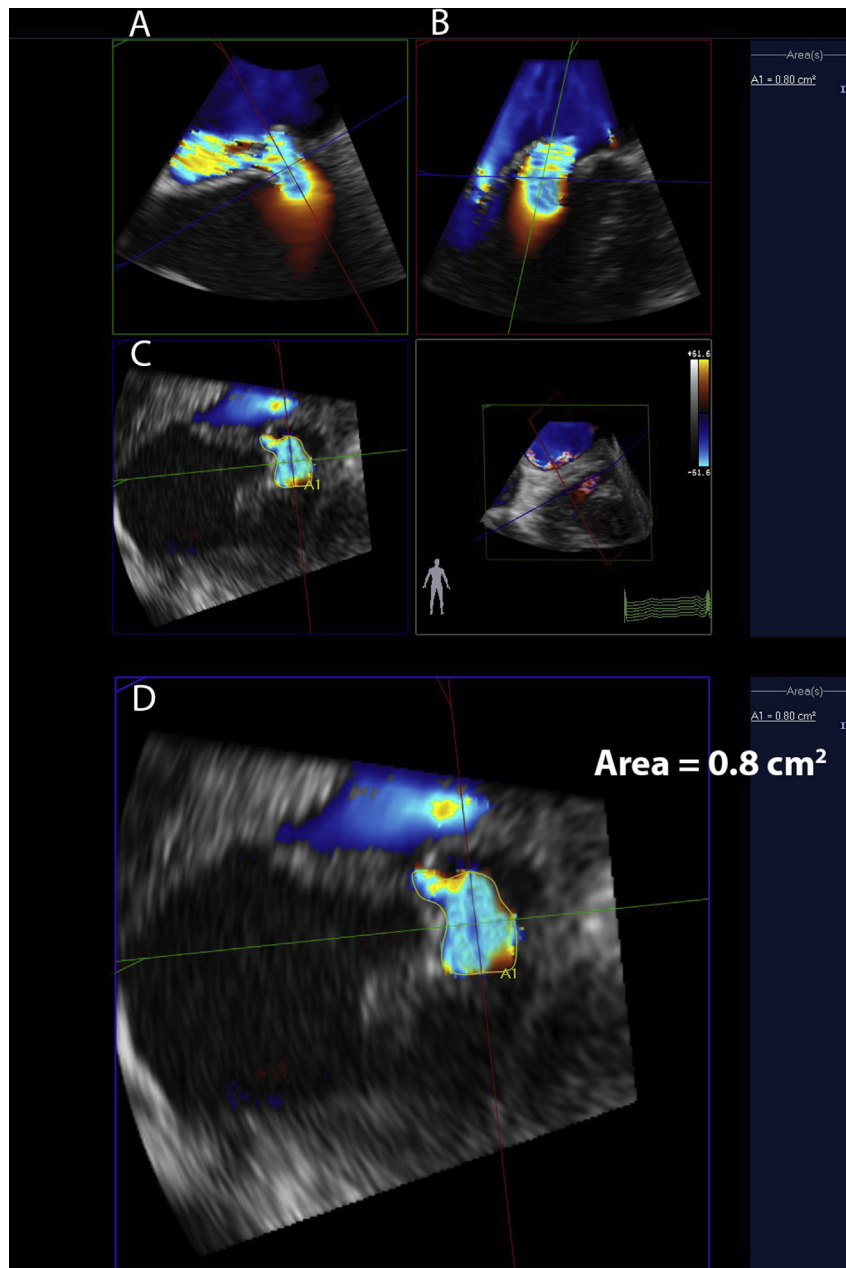 A
B
Area(s)
A1 = 0.80 cm²
C
A1
+61.6
-61.6
D
Area(s)
A1 = 0.80 cm²
Area = 0.8 cm²
A1